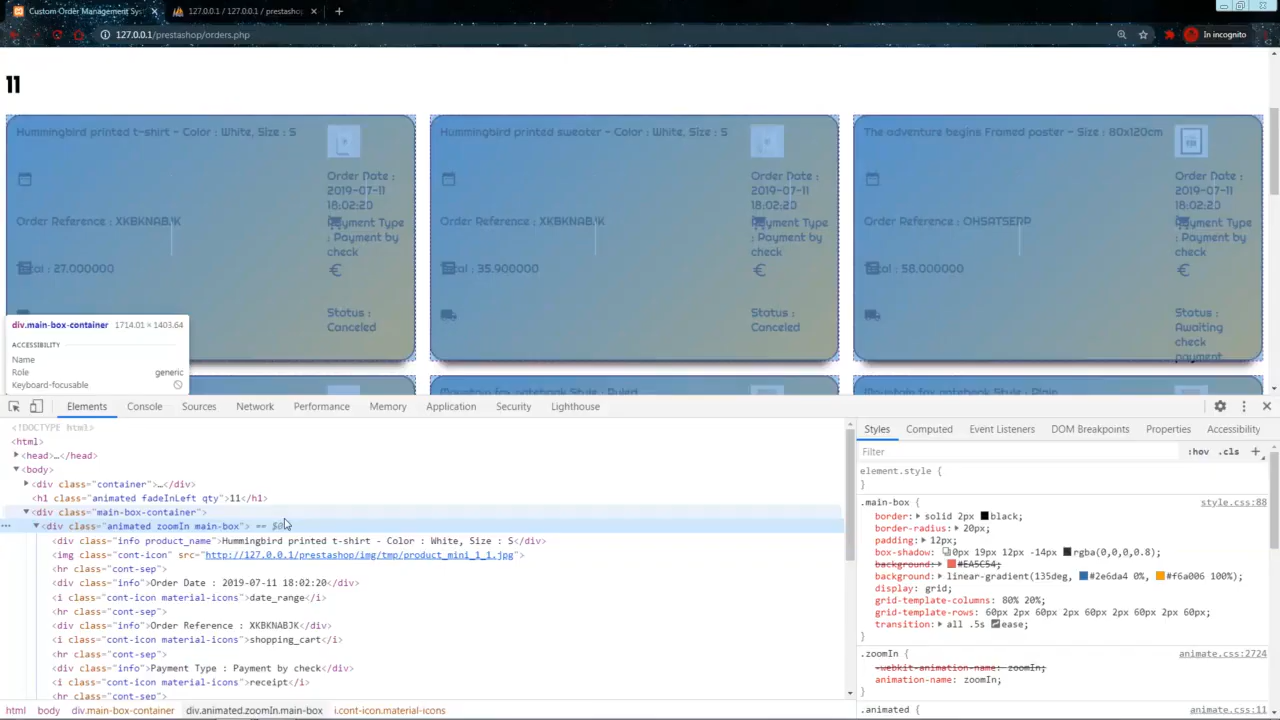 Custom Order Management Sy
127.0.0.1 / 127.0.0.1 / prestashop
127.0.0.1/prestashop/orders.php
In incognito
11
Hummingbird printed t-shirt - Color : White, Size : S
Order Date :
2019-07-11
18:02:20
Order Reference : XKBKNABJK
Payment Type
: Payment by
check
Total : 27.000000
Status :
Canceled
Hummingbird printed sweater - Color : White, Size : S
Order Date :
2019-07-11
18:02:20
Order Reference : XKBKNABJK
Payment Type
: Payment by
check
Total : 35.900000
Status :
Canceled
The adventure begins Framed poster - Size : 80x120cm
Order Date :
2019-07-11
18:02:20
Order Reference : OHSATSERP
Payment Type
: Payment by
check
Total : 58.000000
Status :
Awaiting
check
payment
div.main-box-container 1714.01 × 1403.64
ACCESSIBILITY
Name
Role generic
Keyboard-focusable
Mountain fox notebook Style : Ruled
Mountain fox notebook Style : Plain
Elements Console Sources Network Performance Memory Application Security Lighthouse
<!DOCTYPE html>
<html>
<head>…</head>
<body>
<div class="container">…</div>
<h1 class="animated fadeInLeft qty">11</h1>
<div class="main-box-container">
<div class="animated zoomIn main-box"> == $0
<div class="info product_name">Hummingbird printed t-shirt - Color : White, Size : S</div>
<img class="cont-icon" src="http://127.0.0.1/prestashop/img/tmp/product_mini_1_1.jpg">
<hr class="cont-sep">
<div class="info">Order Date : 2019-07-11 18:02:20</div>
<i class="cont-icon material-icons">date_range</i>
<hr class="cont-sep">
<div class="info">Order Reference : XKBKNABJK</div>
<i class="cont-icon material-icons">shopping_cart</i>
<hr class="cont-sep">
<div class="info">Payment Type : Payment by check</div>
<i class="cont-icon material-icons">receipt</i>
<hr class="cont-sep">
html body div.main-box-container div.animated.zoomIn.main-box i.cont-icon.material-icons
Styles Computed Event Listeners DOM Breakpoints Properties Accessibility
Filter :hov .cls +
element.style {
}
.main-box { style.css:88
border: solid 2px black;
border-radius: 20px;
padding: 12px;
box-shadow: 0px 19px 12px -14px rgba(0,0,0,0.8);
background: #EA5C54;
background: linear-gradient(135deg, #2e6da4 0%, #f6a006 100%);
display: grid;
grid-template-columns: 80% 20%;
grid-template-rows: 60px 2px 60px 2px 60px 2px 60px 2px 60px;
transition: all .5s ease;
}
.zoomIn { animate.css:2724
-webkit-animation-name: zoomIn;
animation-name: zoomIn;
}
.animated { animate.css:11